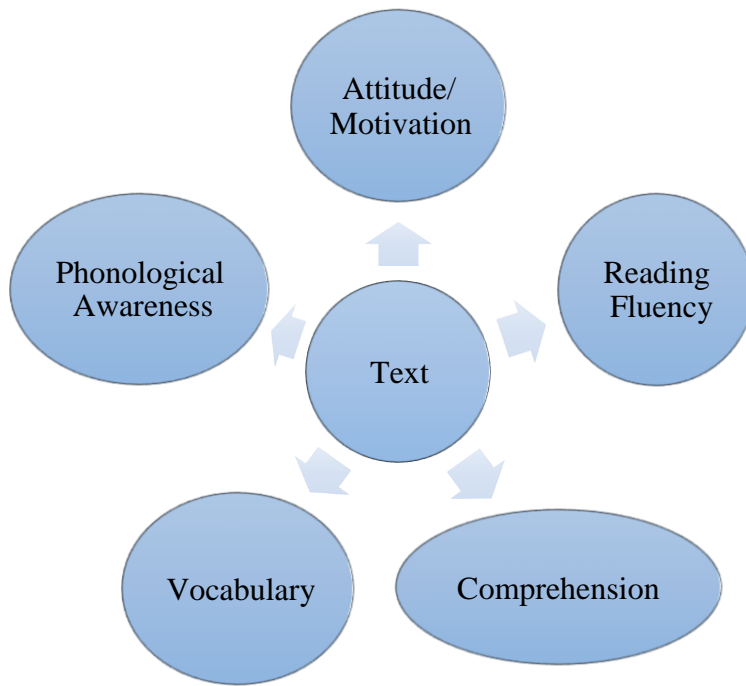 Attitude/
Motivation
Phonological
Awareness
Reading
Fluency
Text
Vocabulary
Comprehension